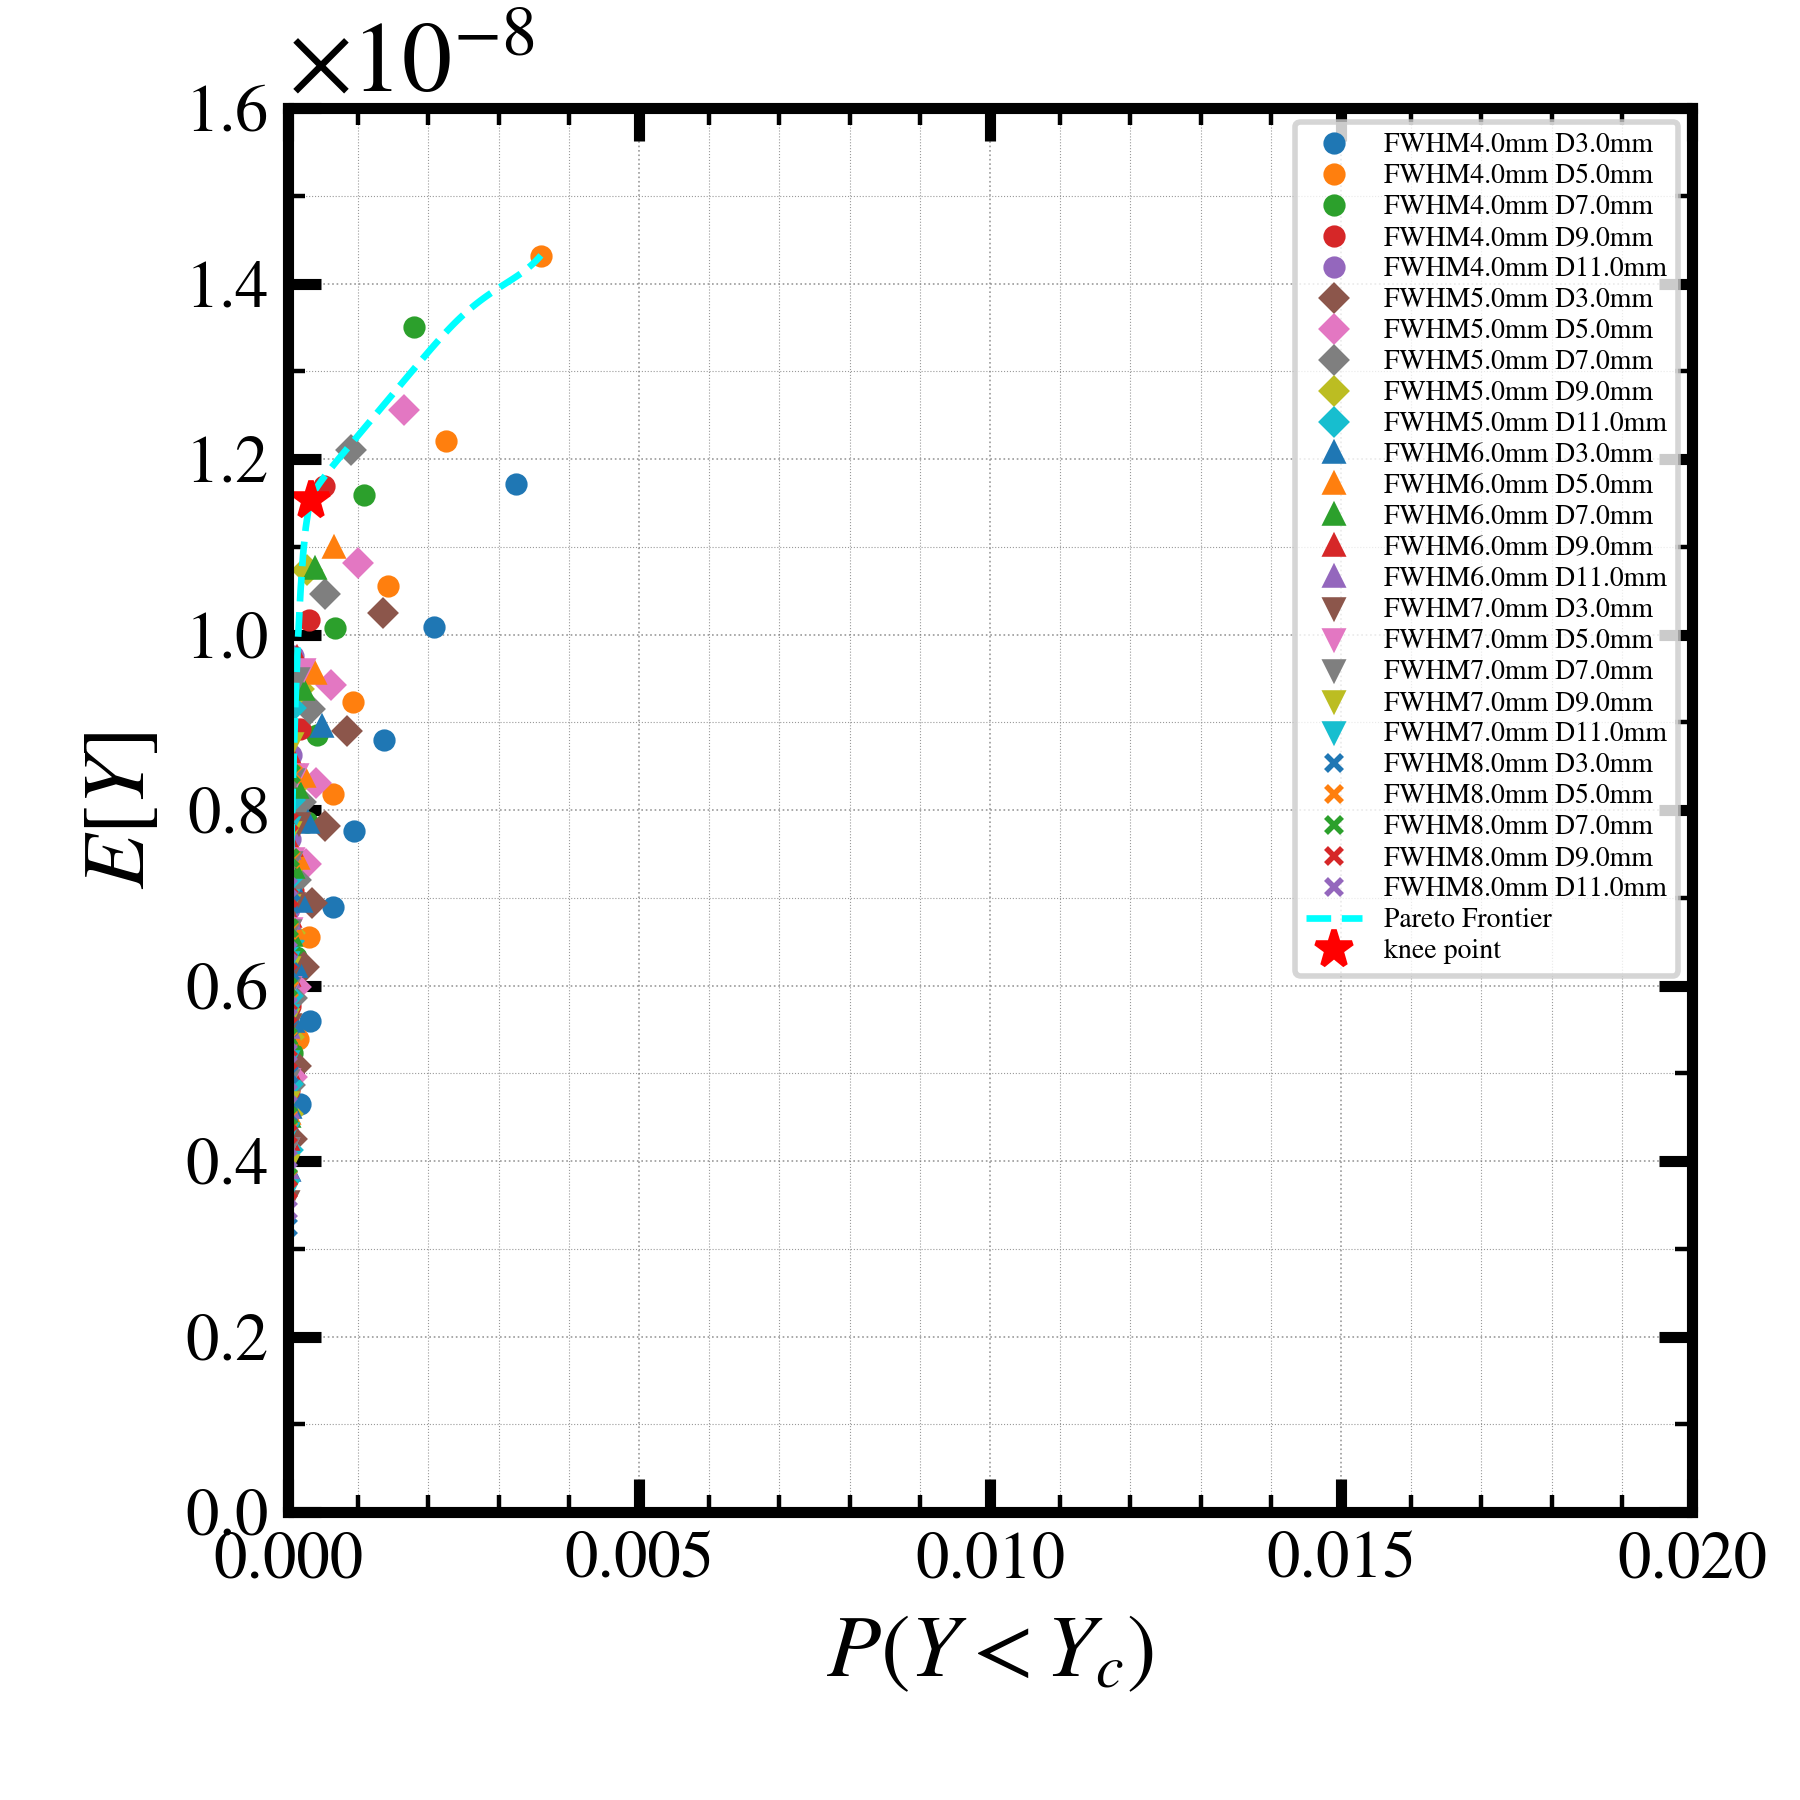 ×10⁻⁸
1.6
1.4
1.2
1.0
0.8
0.6
0.4
0.2
0.0
E[Y]
FWHM4.0mm D3.0mm
FWHM4.0mm D5.0mm
FWHM4.0mm D7.0mm
FWHM4.0mm D9.0mm
FWHM4.0mm D11.0mm
FWHM5.0mm D3.0mm
FWHM5.0mm D5.0mm
FWHM5.0mm D7.0mm
FWHM5.0mm D9.0mm
FWHM5.0mm D11.0mm
FWHM6.0mm D3.0mm
FWHM6.0mm D5.0mm
FWHM6.0mm D7.0mm
FWHM6.0mm D9.0mm
FWHM6.0mm D11.0mm
FWHM7.0mm D3.0mm
FWHM7.0mm D5.0mm
FWHM7.0mm D7.0mm
FWHM7.0mm D9.0mm
FWHM7.0mm D11.0mm
FWHM8.0mm D3.0mm
FWHM8.0mm D5.0mm
FWHM8.0mm D7.0mm
FWHM8.0mm D9.0mm
FWHM8.0mm D11.0mm
Pareto Frontier
knee point
0.000 0.005 0.010 0.015 0.020
P(Y < Y_c)